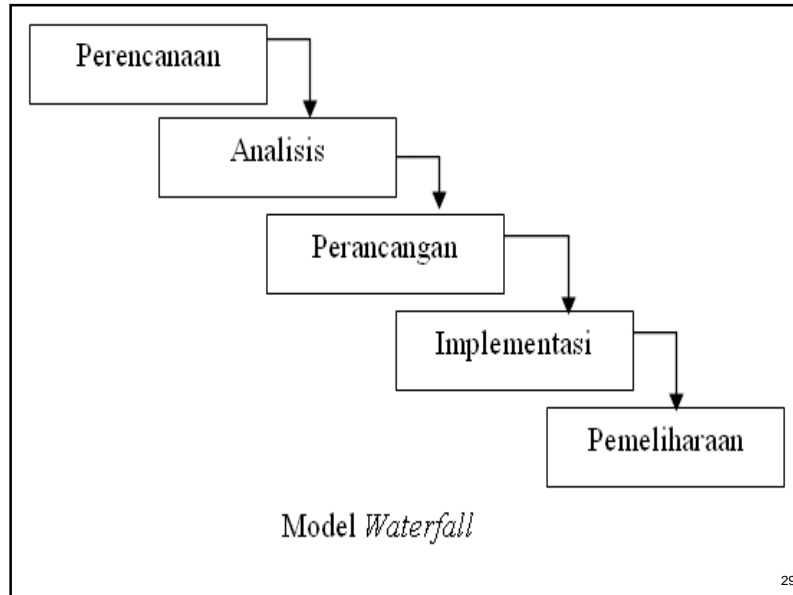 Perencanaan
Analisis
Perancangan
Implementasi
Pemeliharaan
Model Waterfall
29